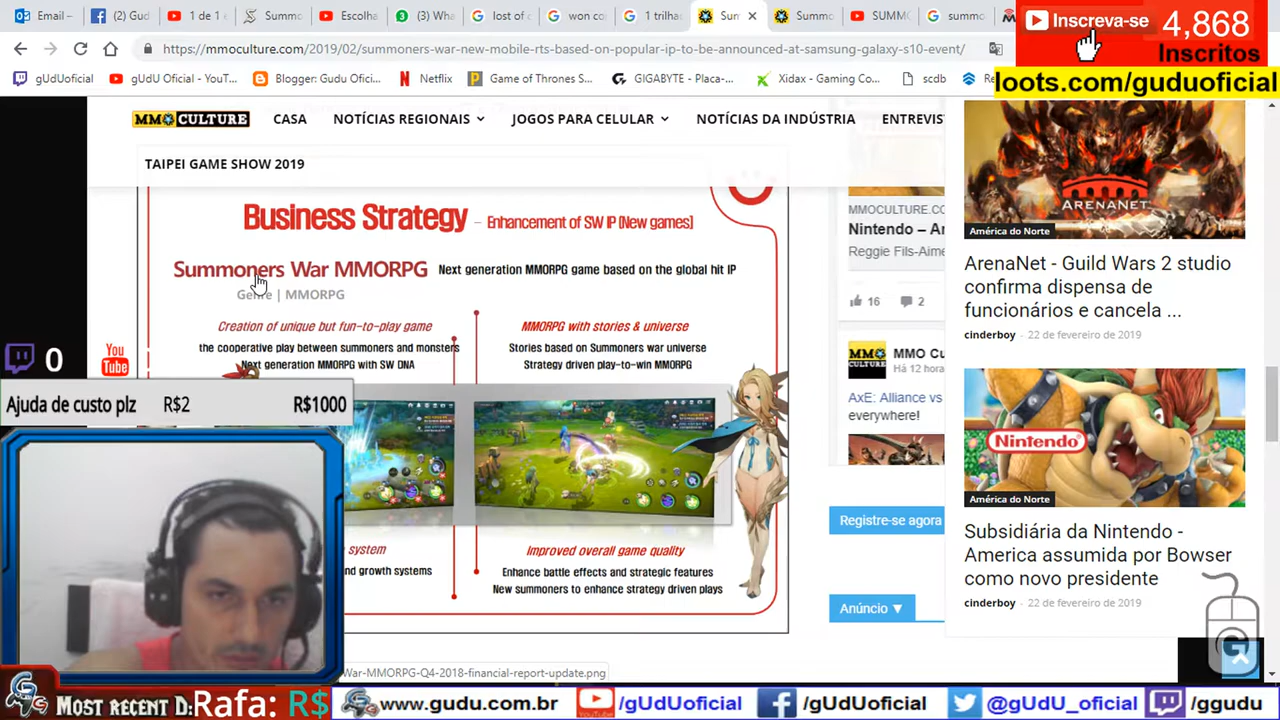 Email –
(2) Gud
1 de 1 e
Summo
Escolha
(3) Wha
lost of c
won co
1 trilhão
Sum
Summo
SUMMO
summo
Inscreva-se
4,868
Inscritos
loots.com/guduoficial
https://mmoculture.com/2019/02/summoners-war-new-mobile-rts-based-on-popular-ip-to-be-announced-at-samsung-galaxy-s10-event/
gUdUoficial
gUdU Oficial - YouT...
Blogger: Gudu Ofici...
Netflix
Game of Thrones S...
GIGABYTE - Placa-...
Xidax - Gaming Co...
scdb
Re
MMO CULTURE
CASA
NOTÍCIAS REGIONAIS
JOGOS PARA CELULAR
NOTÍCIAS DA INDÚSTRIA
ENTREVIS
TAIPEI GAME SHOW 2019
Business Strategy – Enhancement of SW IP [New games]
Summoners War MMORPG Next generation MMORPG game based on the global hit IP
Genre | MMORPG
Creation of unique but fun-to-play game
the cooperative play between summoners and monsters
Next generation MMORPG with SW DNA
MMORPG with stories & universe
Stories based on Summoners war universe
Strategy driven play-to-win MMORPG
system
nd growth systems
Improved overall game quality
Enhance battle effects and strategic features
New summoners to enhance strategy driven plays
MMOCULTURE.CO
Nintendo – Ar
Reggie Fils-Aime
16
2
MMO Cu
Há 12 hora
AxE: Alliance vs
everywhere!
Registre-se agora
Anúncio ▼
ARENANET
América do Norte
ArenaNet - Guild Wars 2 studio
confirma dispensa de
funcionários e cancela ...
cinderboy - 22 de fevereiro de 2019
Nintendo
América do Norte
Subsidiária da Nintendo -
America assumida por Bowser
como novo presidente
cinderboy - 22 de fevereiro de 2019
0
You
Tube
Ajuda de custo plz
R$2
R$1000
War-MMORPG-Q4-2018-financial-report-update.png
Most recent D:
Rafa: R$
www.gudu.com.br
/gUdUoficial
/gUdUoficial
@gUdU_oficial
/ggudu